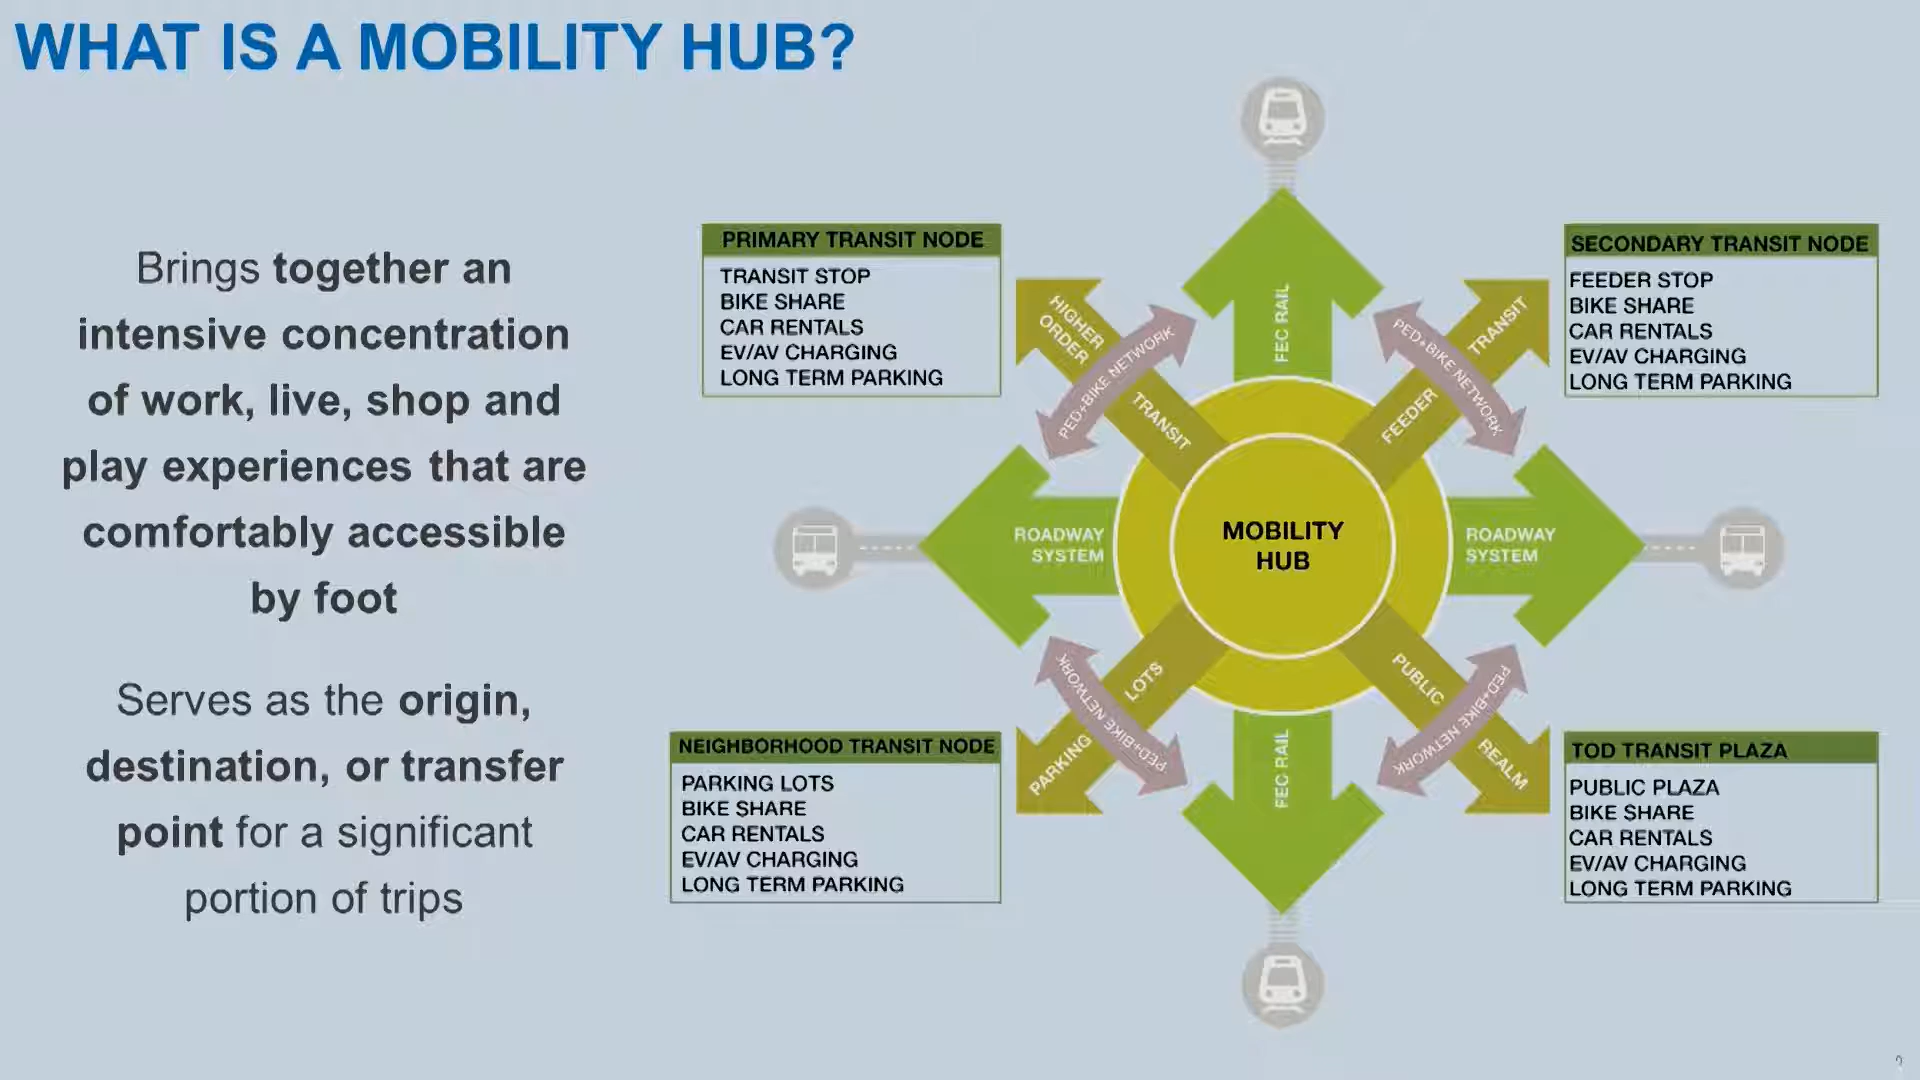 WHAT IS A MOBILITY HUB?
Brings together an
intensive concentration
of work, live, shop and
play experiences that are
comfortably accessible
by foot
Serves as the origin,
destination, or transfer
point for a significant
portion of trips
PRIMARY TRANSIT NODE
TRANSIT STOP
BIKE SHARE
CAR RENTALS
EV/AV CHARGING
LONG TERM PARKING
SECONDARY TRANSIT NODE
FEEDER STOP
BIKE SHARE
CAR RENTALS
EV/AV CHARGING
LONG TERM PARKING
HIGHER
ORDER
TRANSIT
PED+BIKE NETWORK
FEC RAIL
PED+BIKE NETWORK
FEEDER TRANSIT
ROADWAY
SYSTEM
MOBILITY
HUB
ROADWAY
SYSTEM
PARKING LOTS
PED+BIKE NETWORK
FEC RAIL
PED+BIKE NETWORK
PUBLIC REALM
NEIGHBORHOOD TRANSIT NODE
PARKING LOTS
BIKE SHARE
CAR RENTALS
EV/AV CHARGING
LONG TERM PARKING
TOD TRANSIT PLAZA
PUBLIC PLAZA
BIKE SHARE
CAR RENTALS
EV/AV CHARGING
LONG TERM PARKING